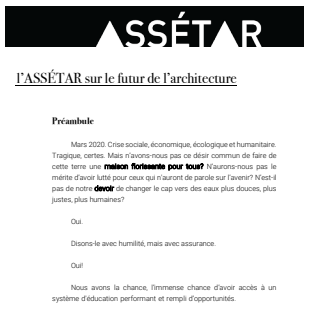 ASSÉTAR
l'ASSÉTAR sur le futur de l'architecture
Préambule
Mars 2020. Crise sociale, économique, écologique et humanitaire.
Tragique, certes. Mais n'avons-nous pas ce désir commun de faire de
cette terre une maison florissante pour tous? N'aurons-nous pas le
mérite d'avoir lutté pour ceux qui n'auront de parole sur l'avenir? N'est-il
pas de notre devoir de changer le cap vers des eaux plus douces, plus
justes, plus humaines?
Oui.
Disons-le avec humilité, mais avec assurance.
Oui!
Nous avons la chance, l'immense chance d'avoir accès à un
système d'éducation performant et rempli d'opportunités.